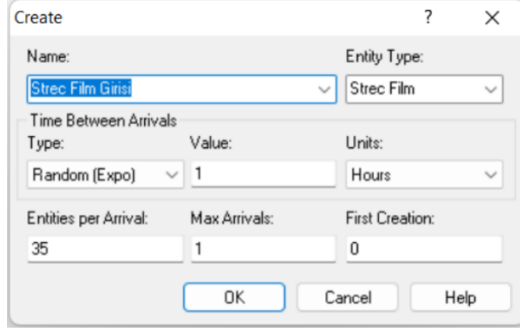 Create ? X
Name: Entity Type:
Strec Film Girisi Strec Film
Time Between Arrivals
Type: Value: Units:
Random (Expo) 1 Hours
Entities per Arrival: Max Arrivals: First Creation:
35 1 0
OK Cancel Help